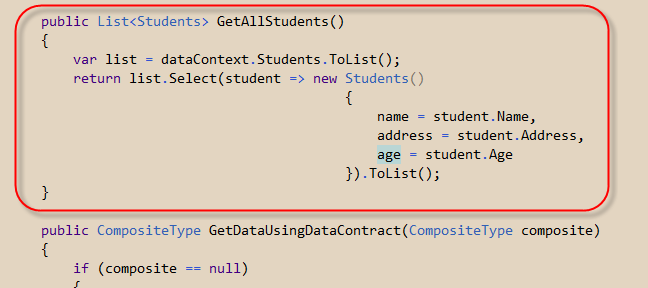 public List<Students> GetAllStudents()
{
var list = dataContext.Students.ToList();
return list.Select(student => new Students()
{
name = student.Name,
address = student.Address,
age = student.Age
}).ToList();
}
public CompositeType GetDataUsingDataContract(CompositeType composite)
{
if (composite == null)
{